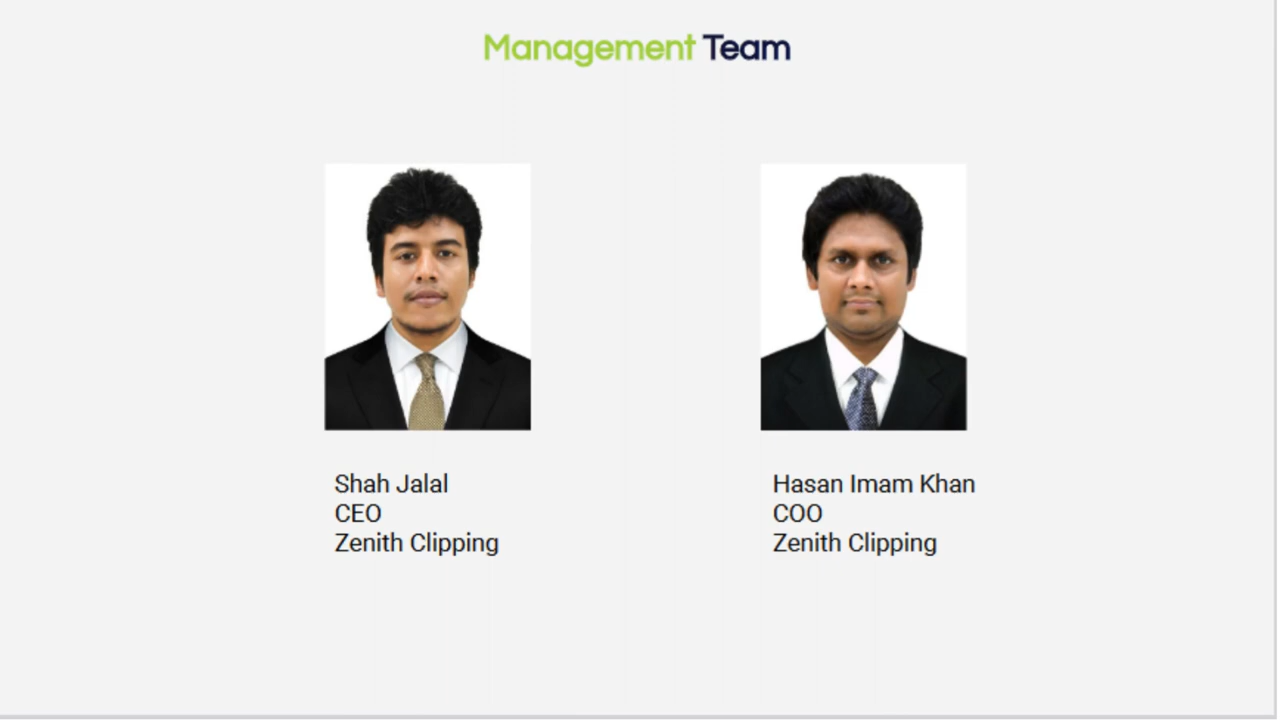 Management Team
Shah Jalal
CEO
Zenith Clipping
Hasan Imam Khan
COO
Zenith Clipping